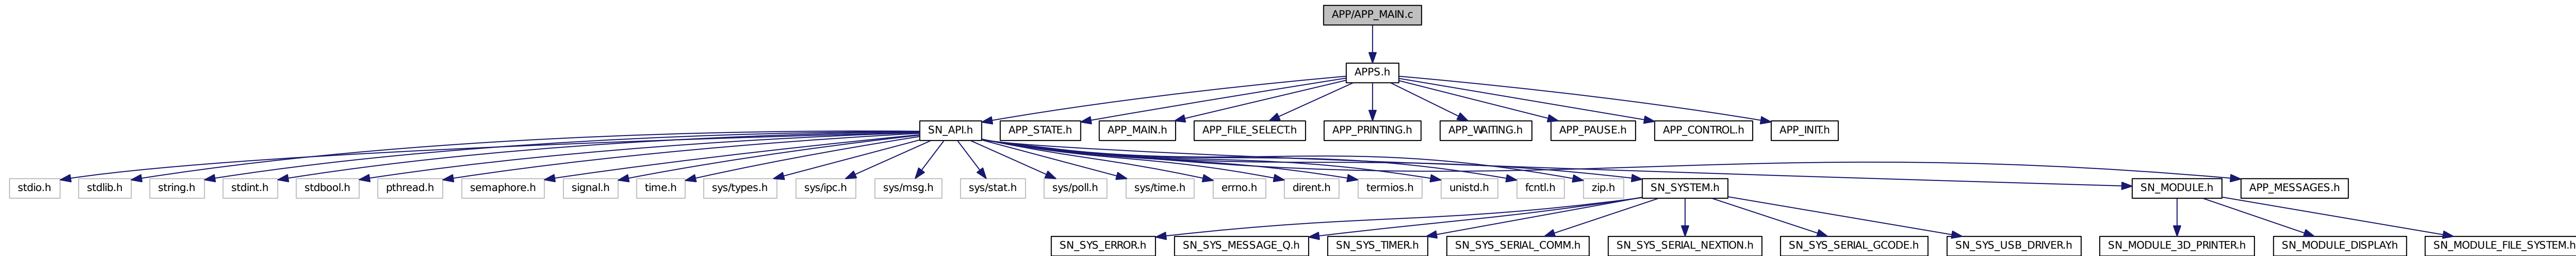 APP/APP_MAIN.c
APPS.h
SN_API.h
APP_STATE.h
APP_MAIN.h
APP_FILE_SELECT.h
APP_PRINTING.h
APP_WAITING.h
APP_PAUSE.h
APP_CONTROL.h
APP_INIT.h
stdio.h
stdlib.h
string.h
stdint.h
stdbool.h
pthread.h
semaphore.h
signal.h
time.h
sys/types.h
sys/ipc.h
sys/msg.h
sys/stat.h
sys/poll.h
sys/time.h
errno.h
dirent.h
termios.h
unistd.h
fcntl.h
zip.h
SN_SYSTEM.h
SN_MODULE.h
APP_MESSAGES.h
SN_SYS_ERROR.h
SN_SYS_MESSAGE_Q.h
SN_SYS_TIMER.h
SN_SYS_SERIAL_COMM.h
SN_SYS_SERIAL_NEXTION.h
SN_SYS_SERIAL_GCODE.h
SN_SYS_USB_DRIVER.h
SN_MODULE_3D_PRINTER.h
SN_MODULE_DISPLAY.h
SN_MODULE_FILE_SYSTEM.h